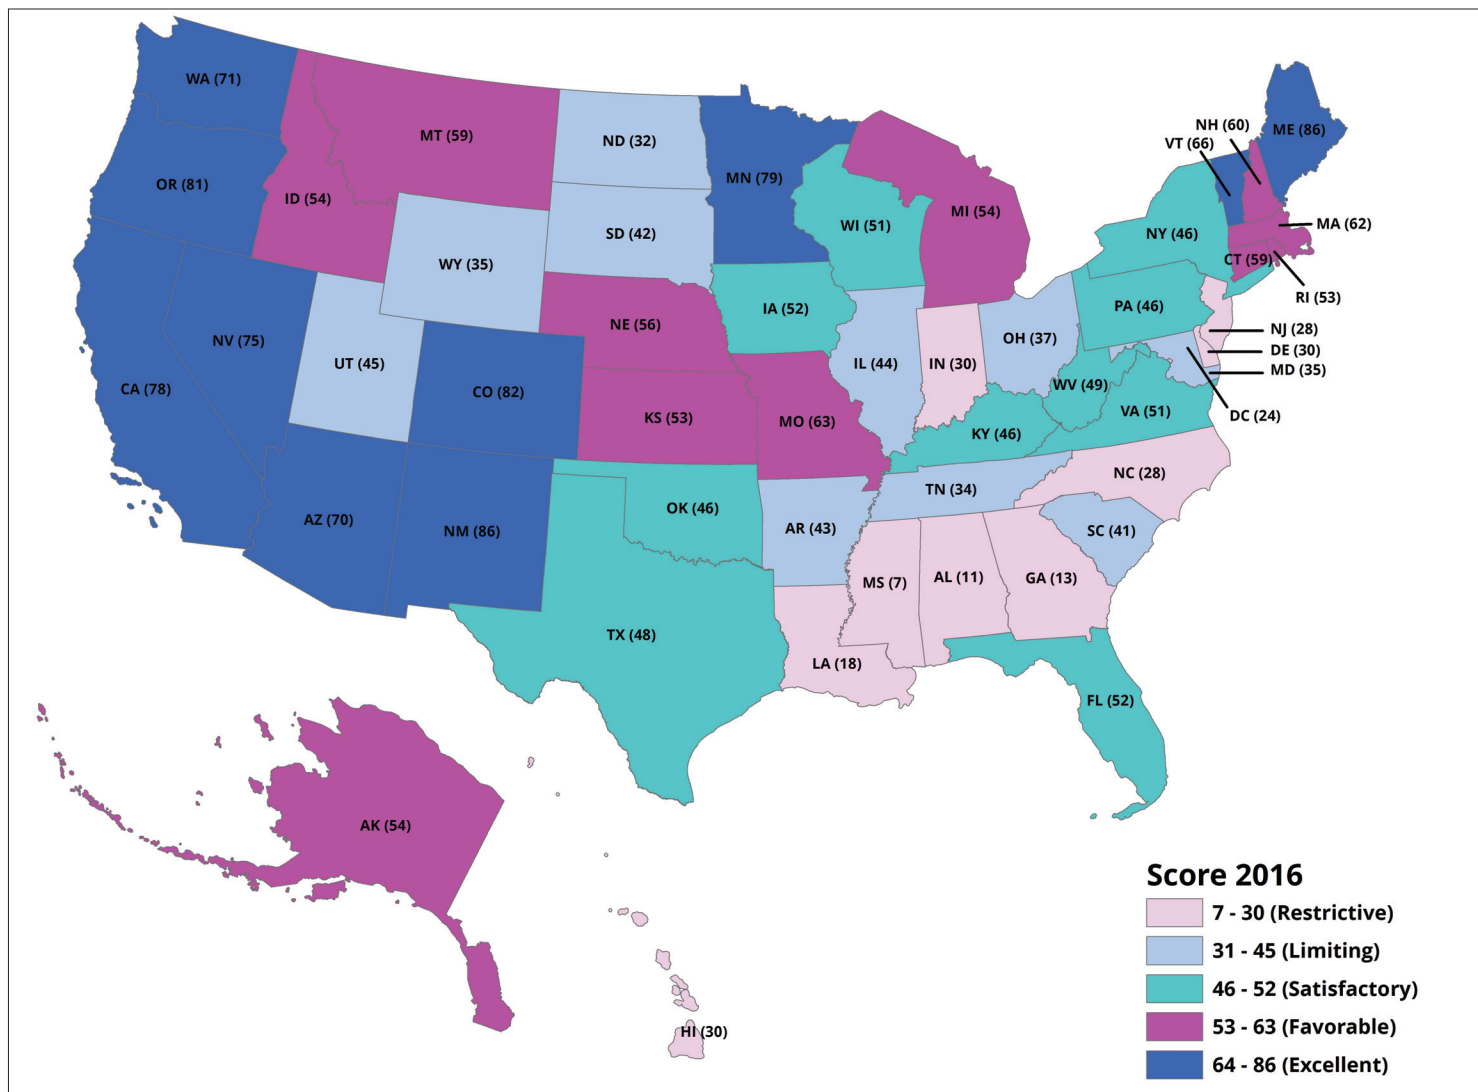 WA (71)
MT (59)
ND (32)
OR (81)
ID (54)
MN (79)
NH (60)
VT (66)
ME (86)
SD (42)
WI (51)
MI (54)
NY (46)
MA (62)
WY (35)
CT (59)
RI (53)
NE (56)
IA (52)
PA (46)
NV (75)
UT (45)
NJ (28)
DE (30)
MD (35)
CA (78)
CO (82)
IL (44)
IN (30)
OH (37)
WV (49)
VA (51)
DC (24)
KS (53)
MO (63)
KY (46)
AZ (70)
NM (86)
OK (46)
AR (43)
TN (34)
NC (28)
SC (41)
MS (7)
AL (11)
GA (13)
TX (48)
LA (18)
FL (52)
AK (54)
HI (30)
Score 2016
7 - 30 (Restrictive)
31 - 45 (Limiting)
46 - 52 (Satisfactory)
53 - 63 (Favorable)
64 - 86 (Excellent)